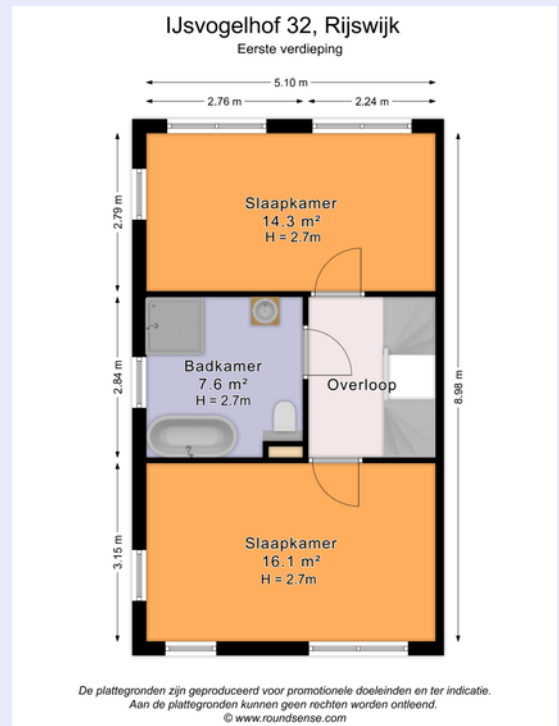 IJsvogelhof 32, Rijswijk
Eerste verdieping
5.10 m
2.76 m
2.24 m
2.79 m
Slaapkamer
14.3 m²
H = 2.7m
2.84 m
Badkamer
7.6 m²
H = 2.7m
Overloop
8.98 m
3.15 m
Slaapkamer
16.1 m²
H = 2.7m
De plattegronden zijn geproduceerd voor promotionele doeleinden en ter indicatie.
Aan de plattegronden kunnen geen rechten worden ontleend.
© www.roundsense.com